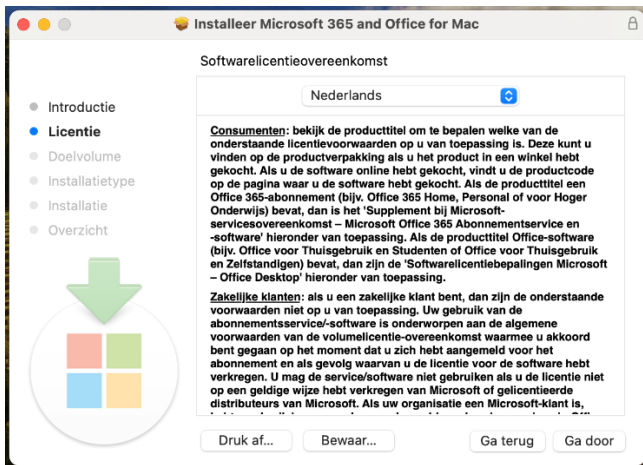 Installeer Microsoft 365 and Office for Mac
Softwarelicentieovereenkomst
Introductie
Licentie
Doelvolume
Installatietype
Installatie
Overzicht
Nederlands
Consumenten: bekijk de producttitel om te bepalen welke van de
onderstaande licentievoorwaarden op u van toepassing is. Deze kunt u
vinden op de productverpakking als u het product in een winkel hebt
gekocht. Als u de software online hebt gekocht, vindt u de productcode
op de pagina waar u de software hebt gekocht. Als de producttitel een
Office 365-abonnement (bijv. Office 365 Home, Personal of voor Hoger
Onderwijs) bevat, dan is het 'Supplement bij Microsoft-
servicesovereenkomst – Microsoft Office 365 Abonnementservice en
-software' hieronder van toepassing. Als de producttitel Office-software
(bijv. Office voor Thuisgebruik en Studenten of Office voor Thuisgebruik
en Zelfstandigen) bevat, dan zijn de 'Softwarelicentiebepalingen Microsoft
– Office Desktop' hieronder van toepassing.
Zakelijke klanten: als u een zakelijke klant bent, dan zijn de onderstaande
voorwaarden niet op u van toepassing. Uw gebruik van de
abonnementsservice/-software is onderworpen aan de algemene
voorwaarden van de volumelicentie-overeenkomst waarmee u akkoord
bent gegaan op het moment dat u zich hebt aangemeld voor het
abonnement en als gevolg waarvan u de licentie voor de software hebt
verkregen. U mag de service/software niet gebruiken als u de licentie niet
op een geldige wijze hebt verkregen van Microsoft of gelicentieerde
distributeurs van Microsoft. Als uw organisatie een Microsoft-klant is,
Druk af...
Bewaar...
Ga terug
Ga door